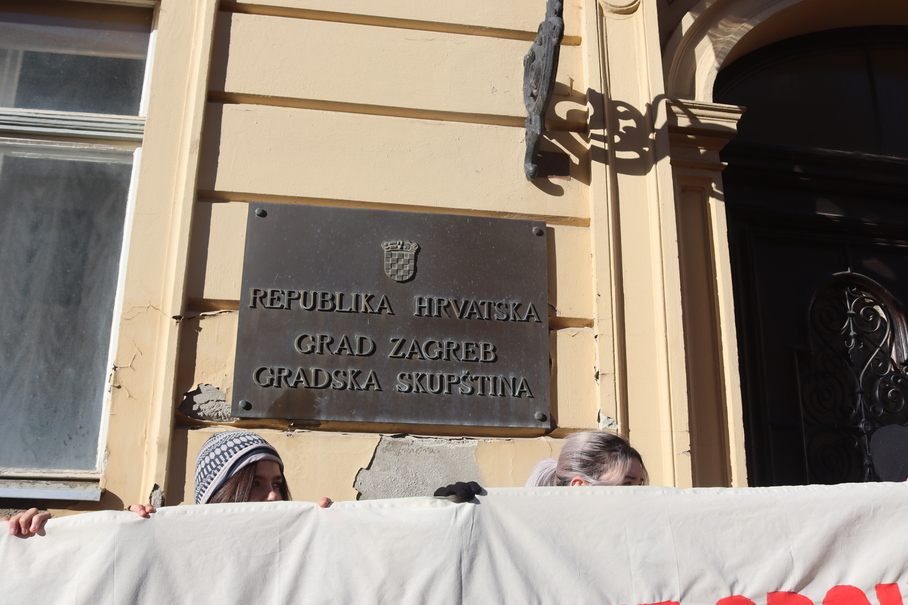 REPUBLIKA HRVATSKA
GRAD ZAGREB
GRADSKA SKUPŠTINA